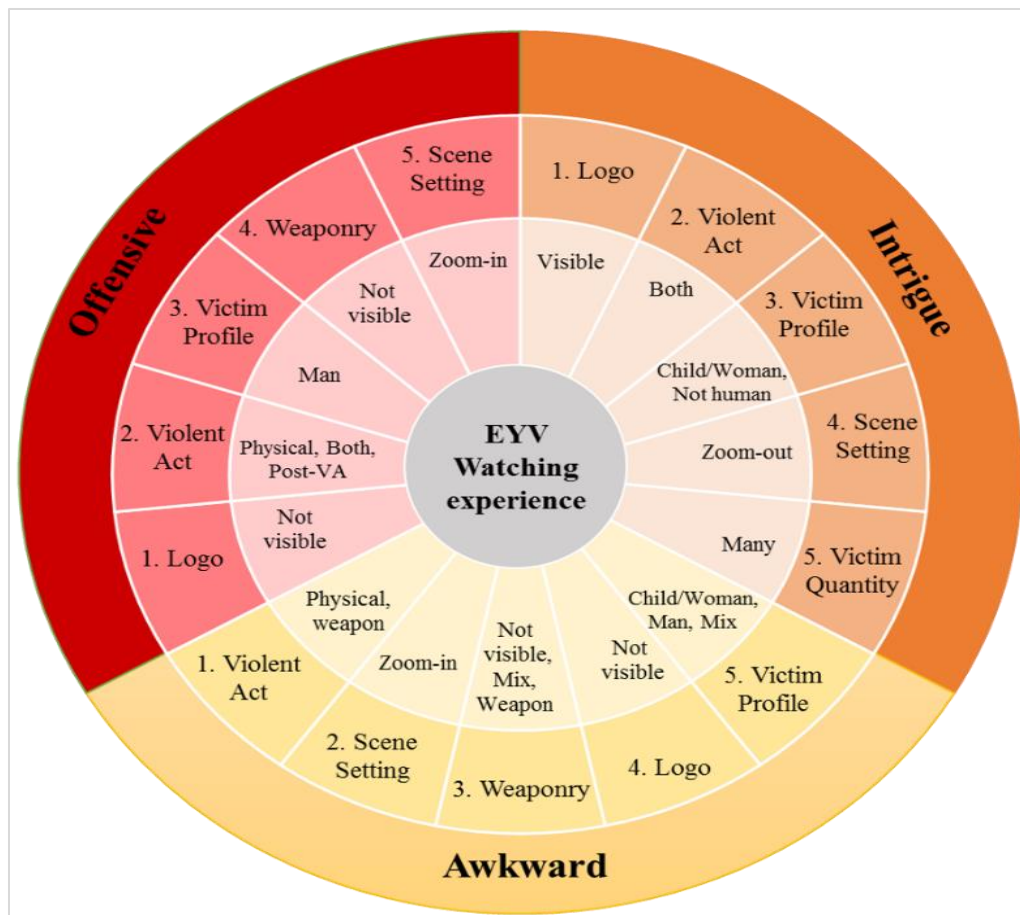 EYV
Watching
experience
Offensive
5. Scene
Setting
Zoom-in
4. Weaponry
Not
visible
3. Victim
Profile
Man
2. Violent
Act
Physical, Both,
Post-VA
1. Logo
Not
visible
Intrigue
1. Logo
Visible
2. Violent
Act
Both
3. Victim
Profile
Child/Woman,
Not human
4. Scene
Setting
Zoom-out
5. Victim
Quantity
Many
Awkward
1. Violent
Act
Physical,
weapon
2. Scene
Setting
Zoom-in
3. Weaponry
Not
visible,
Mix,
Weapon
4. Logo
Not
visible
5. Victim
Profile
Child/Woman,
Man, Mix